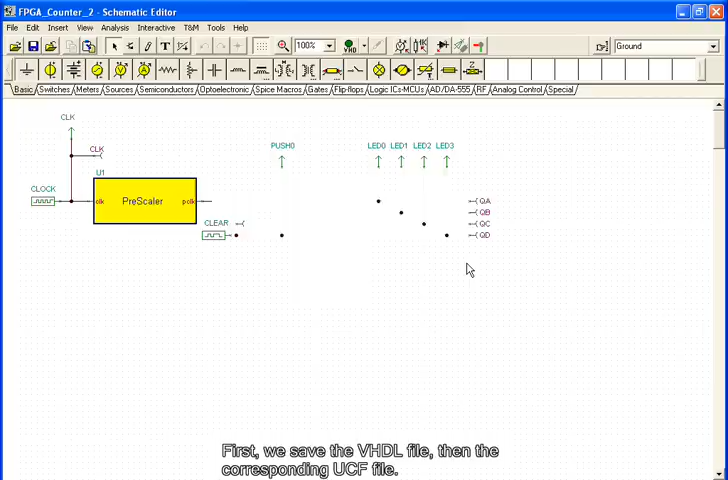 FPGA_Counter_2 - Schematic Editor
File Edit Insert View Analysis Interactive T&M Tools Help
100% VHD Ground
Basic Switches Meters Sources Semiconductors Optoelectronic Spice Macros Gates Flip-flops Logic ICs-MCUs AD/DA-555 RF Analog Control Special
CLK
PUSH0 LED0 LED1 LED2 LED3
CLK
U1
CLOCK
clk PreScaler pclk
QA
QB
CLEAR QC
QD
First, we save the VHDL file, then the
corresponding UCF file.